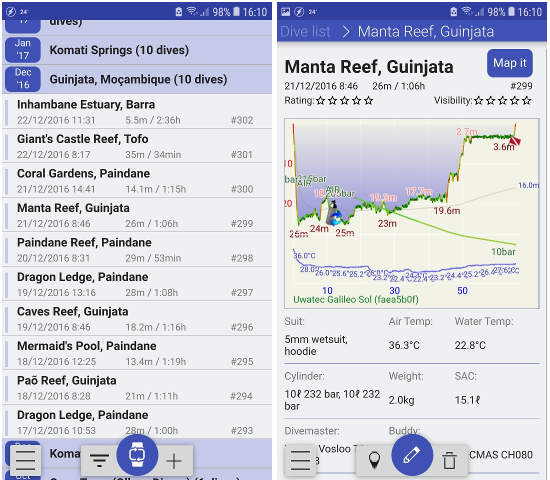 24°
98% 16:10
'17
dives)
Jan
'17
Komati Springs (10 dives)
Dec
'16
Guinjata, Moçambique (10
dives)
Inhambane Estuary, Barra
22/12/2016 11:31 5.5m / 2:36h #302
Giant's Castle Reef, Tofo
22/12/2016 8:17 35m / 34min #301
Coral Gardens, Paindane
21/12/2016 14:41 14.1m / 1:15h #300
Manta Reef, Guinjata
21/12/2016 8:46 26m / 1:06h #299
Paindane Reef, Paindane
20/12/2016 8:31 29m / 53min #298
Dragon Ledge, Paindane
19/12/2016 13:16 28m / 1:08h #297
Caves Reef, Guinjata
19/12/2016 8:46 18.2m / 1:16h #296
Mermaid's Pool, Paindane
18/12/2016 12:25 13.4m / 1:19h #295
Paõ Reef, Guinjata
18/12/2016 8:28 21m / 1:11h #294
Dragon Ledge, Paindane
17/12/2016 10:53 28m / 1:00h #293
Koma
24°
98% 16:10
Dive list Manta Reef, Guinjata
Manta Reef, Guinjata
Map it
21/12/2016 8:46 26m / 1:06h #299
Rating: Visibility:
2.7m
3.6m
10
AIR
AIR
16.0m
20
19.6m
26m
24m
25m
23m
10bar
36.0°C
28.0
10 30 50
Uwatec Galileo Sol (faea5b0f)
Suit: Air Temp: Water Temp:
5mm wetsuit,
hoodie
36.3°C 22.8°C
Cylinder: Weight: SAC:
10ℓ 232 bar, 10ℓ 232
bar
2.0kg 15.1ℓ
Divemaster: Buddy:
Vosloo
CMAS CH080